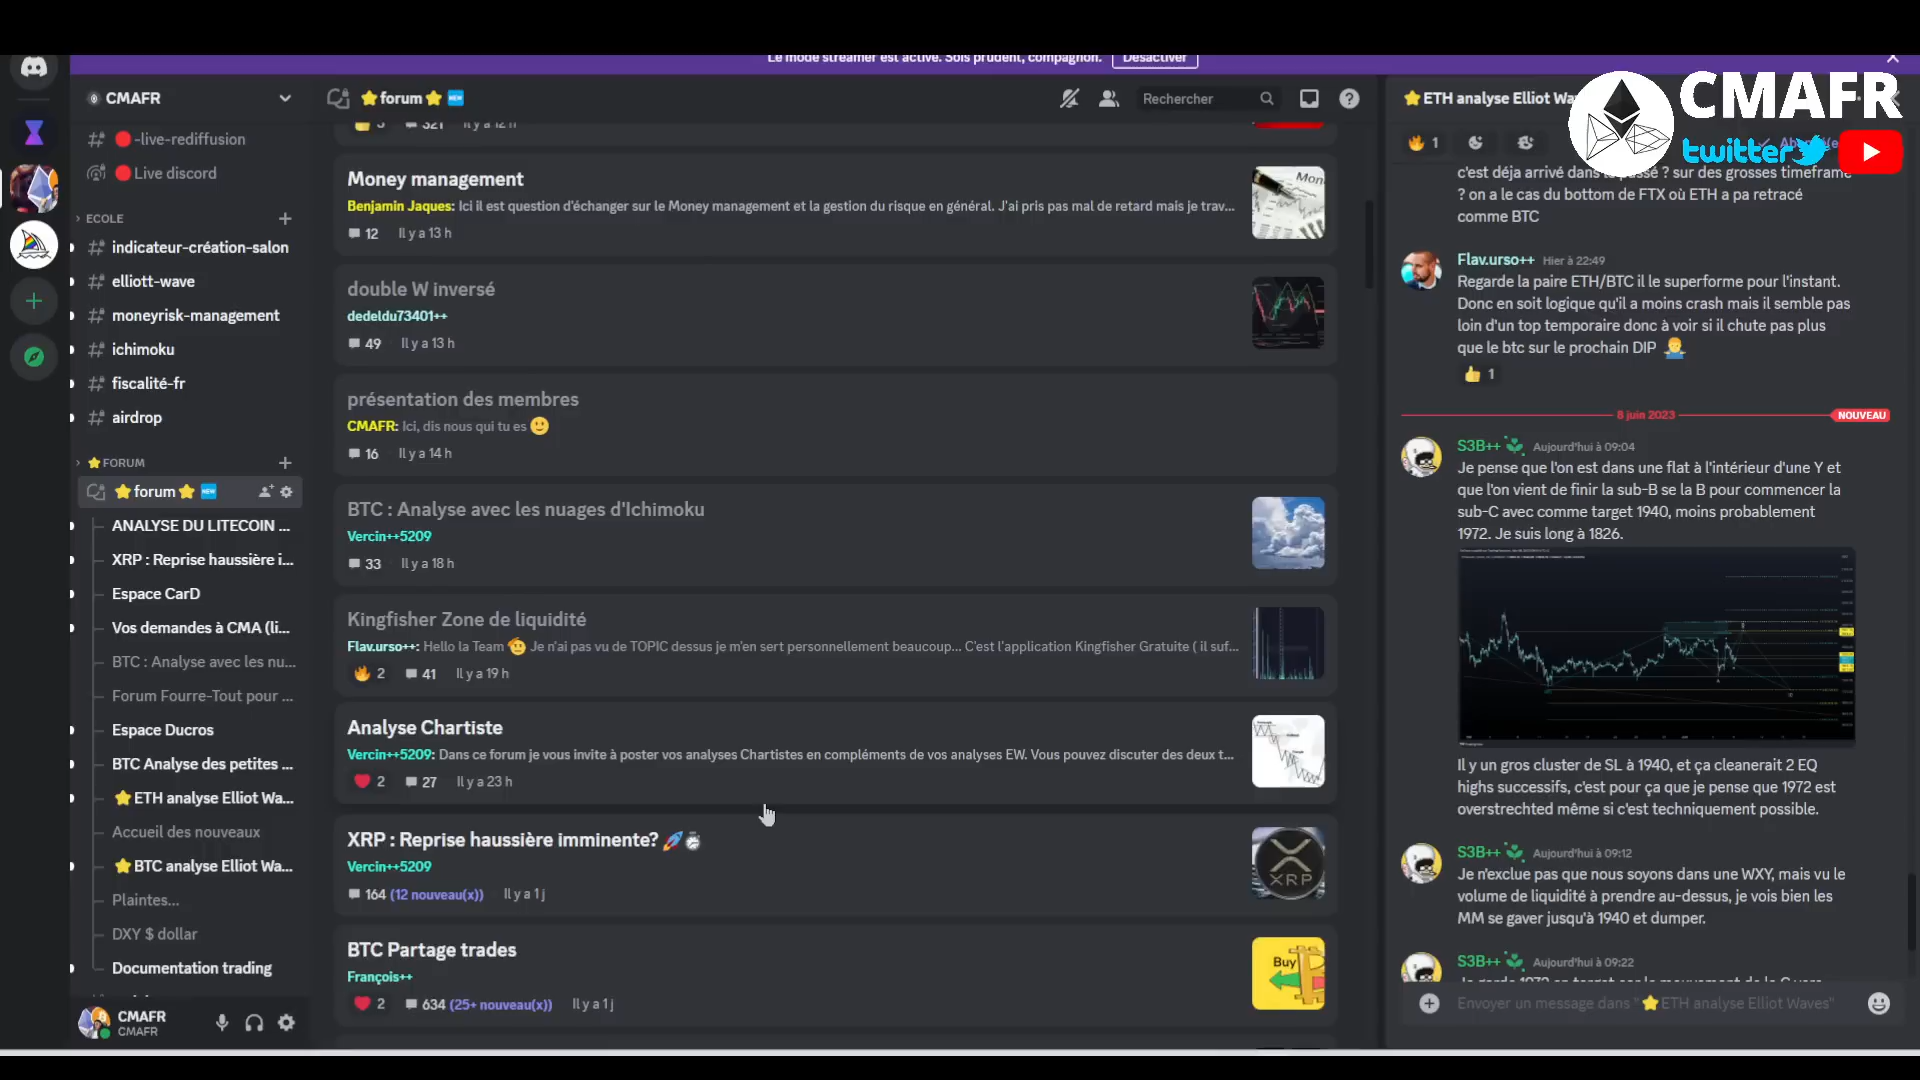 Le mode streamer est activé. Sois prudent, compagnon.
Désactiver
CMAFR
-live-rediffusion
Live discord
ECOLE
indicateur-création-salon
elliott-wave
moneyrisk-management
ichimoku
fiscalité-fr
airdrop
FORUM
forum NEW
ANALYSE DU LITECOIN ...
XRP : Reprise haussière i...
Espace CarD
Vos demandes à CMA (li...
BTC : Analyse avec les nu...
Forum Fourre-Tout pour ...
Espace Ducros
BTC Analyse des petites ...
ETH analyse Elliot Wa...
Accueil des nouveaux
BTC analyse Elliot Wa...
Plaintes...
DXY $ dollar
Documentation trading
CMAFR
CMAFR
forum NEW
Rechercher
3 321 Il y a 12 h
Money management
Benjamin Jaques: Ici il est question d'échanger sur le Money management et la gestion du risque en général. J'ai pris pas mal de retard mais je trav...
12 Il y a 13 h
Mon
double W inversé
dedeldu73401++
49 Il y a 13 h
présentation des membres
CMAFR: Ici, dis nous qui tu es 🙂
16 Il y a 14 h
BTC : Analyse avec les nuages d'Ichimoku
Vercin++5209
33 Il y a 18 h
Kingfisher Zone de liquidité
Flav.urso++: Hello la Team 🤕 Je n'ai pas vu de TOPIC dessus je m'en sert personnellement beaucoup... C'est l'application Kingfisher Gratuite ( il suf...
2 41 Il y a 19 h
Analyse Chartiste
Vercin++5209: Dans ce forum je vous invite à poster vos analyses Chartistes en compléments de vos analyses EW. Vous pouvez discuter des deux t...
2 27 Il y a 23 h
XRP : Reprise haussière imminente? 🚀⏱
Vercin++5209
164 (12 nouveau(x)) Il y a 1 j
XRP
BTC Partage trades
François++
2 634 (25+ nouveau(x)) Il y a 1 j
Buy
ETH analyse Elliot Wa
CMAFR
twitter
1
c'est déja arrivé dans le passé ? sur des grosses timeframe
? on a le cas du bottom de FTX où ETH a pa retracé
comme BTC
Flav.urso++ Hier à 22:49
Regarde la paire ETH/BTC il le superforme pour l'instant.
Donc en soit logique qu'il a moins crash mais il semble pas
loin d'un top temporaire donc à voir si il chute pas plus
que le btc sur le prochain DIP
1
8 juin 2023 NOUVEAU
S3B++ Aujourd'hui à 09:04
Je pense que l'on est dans une flat à l'intérieur d'une Y et
que l'on vient de finir la sub-B se la B pour commencer la
sub-C avec comme target 1940, moins probablement
1972. Je suis long à 1826.
Il y un gros cluster de SL à 1940, et ça cleanerait 2 EQ
highs successifs, c'est pour ça que je pense que 1972 est
overstrechted même si c'est techniquement possible.
S3B++ Aujourd'hui à 09:12
Je n'exclue pas que nous soyons dans une WXY, mais vu le
volume de liquidité à prendre au-dessus, je vois bien les
MM se gaver jusqu'à 1940 et dumper.
S3B++ Aujourd'hui à 09:22
Envoyer un message dans " ⭐ETH analyse Elliot Waves"